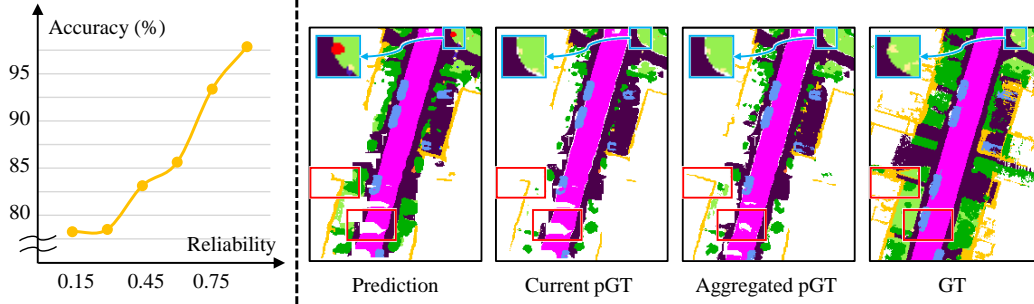 Accuracy (%)
95
90
85
80
Reliability
0.15
0.45
0.75
Prediction
Current pGT
Aggregated pGT
GT